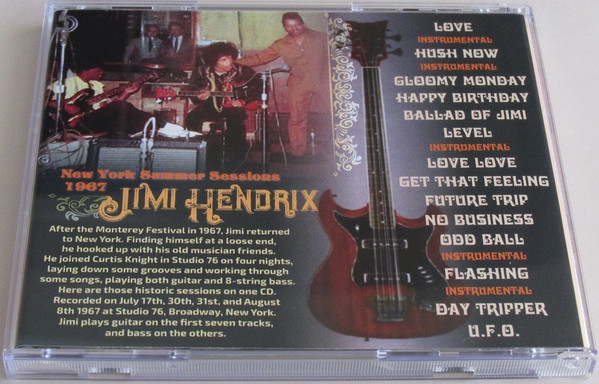 New York Summer Sessions
1967
JIMI HENDRIX
After the Monterey Festival in 1967, Jimi returned
to New York. Finding himself at a loose end,
he hooked up with his old musician friends.
He joined Curtis Knight in Studio 76 on four nights,
laying down some grooves and working through
some songs, playing both guitar and 8-string bass.
Here are those historic sessions on one CD.
Recorded on July 17th, 30th, 31st, and August
8th 1967 at Studio 76, Broadway, New York.
Jimi plays guitar on the first seven tracks,
and bass on the others.
LOVE
INSTRUMENTAL
HUSH NOW
INSTRUMENTAL
GLOOMY MONDAY
HAPPY BIRTHDAY
BALLAD OF JIMI
LEVEL
INSTRUMENTAL
LOVE LOVE
GET THAT FEELING
FUTURE TRIP
NO BUSINESS
ODD BALL
INSTRUMENTAL
FLASHING
INSTRUMENTAL
DAY TRIPPER
U.F.O.